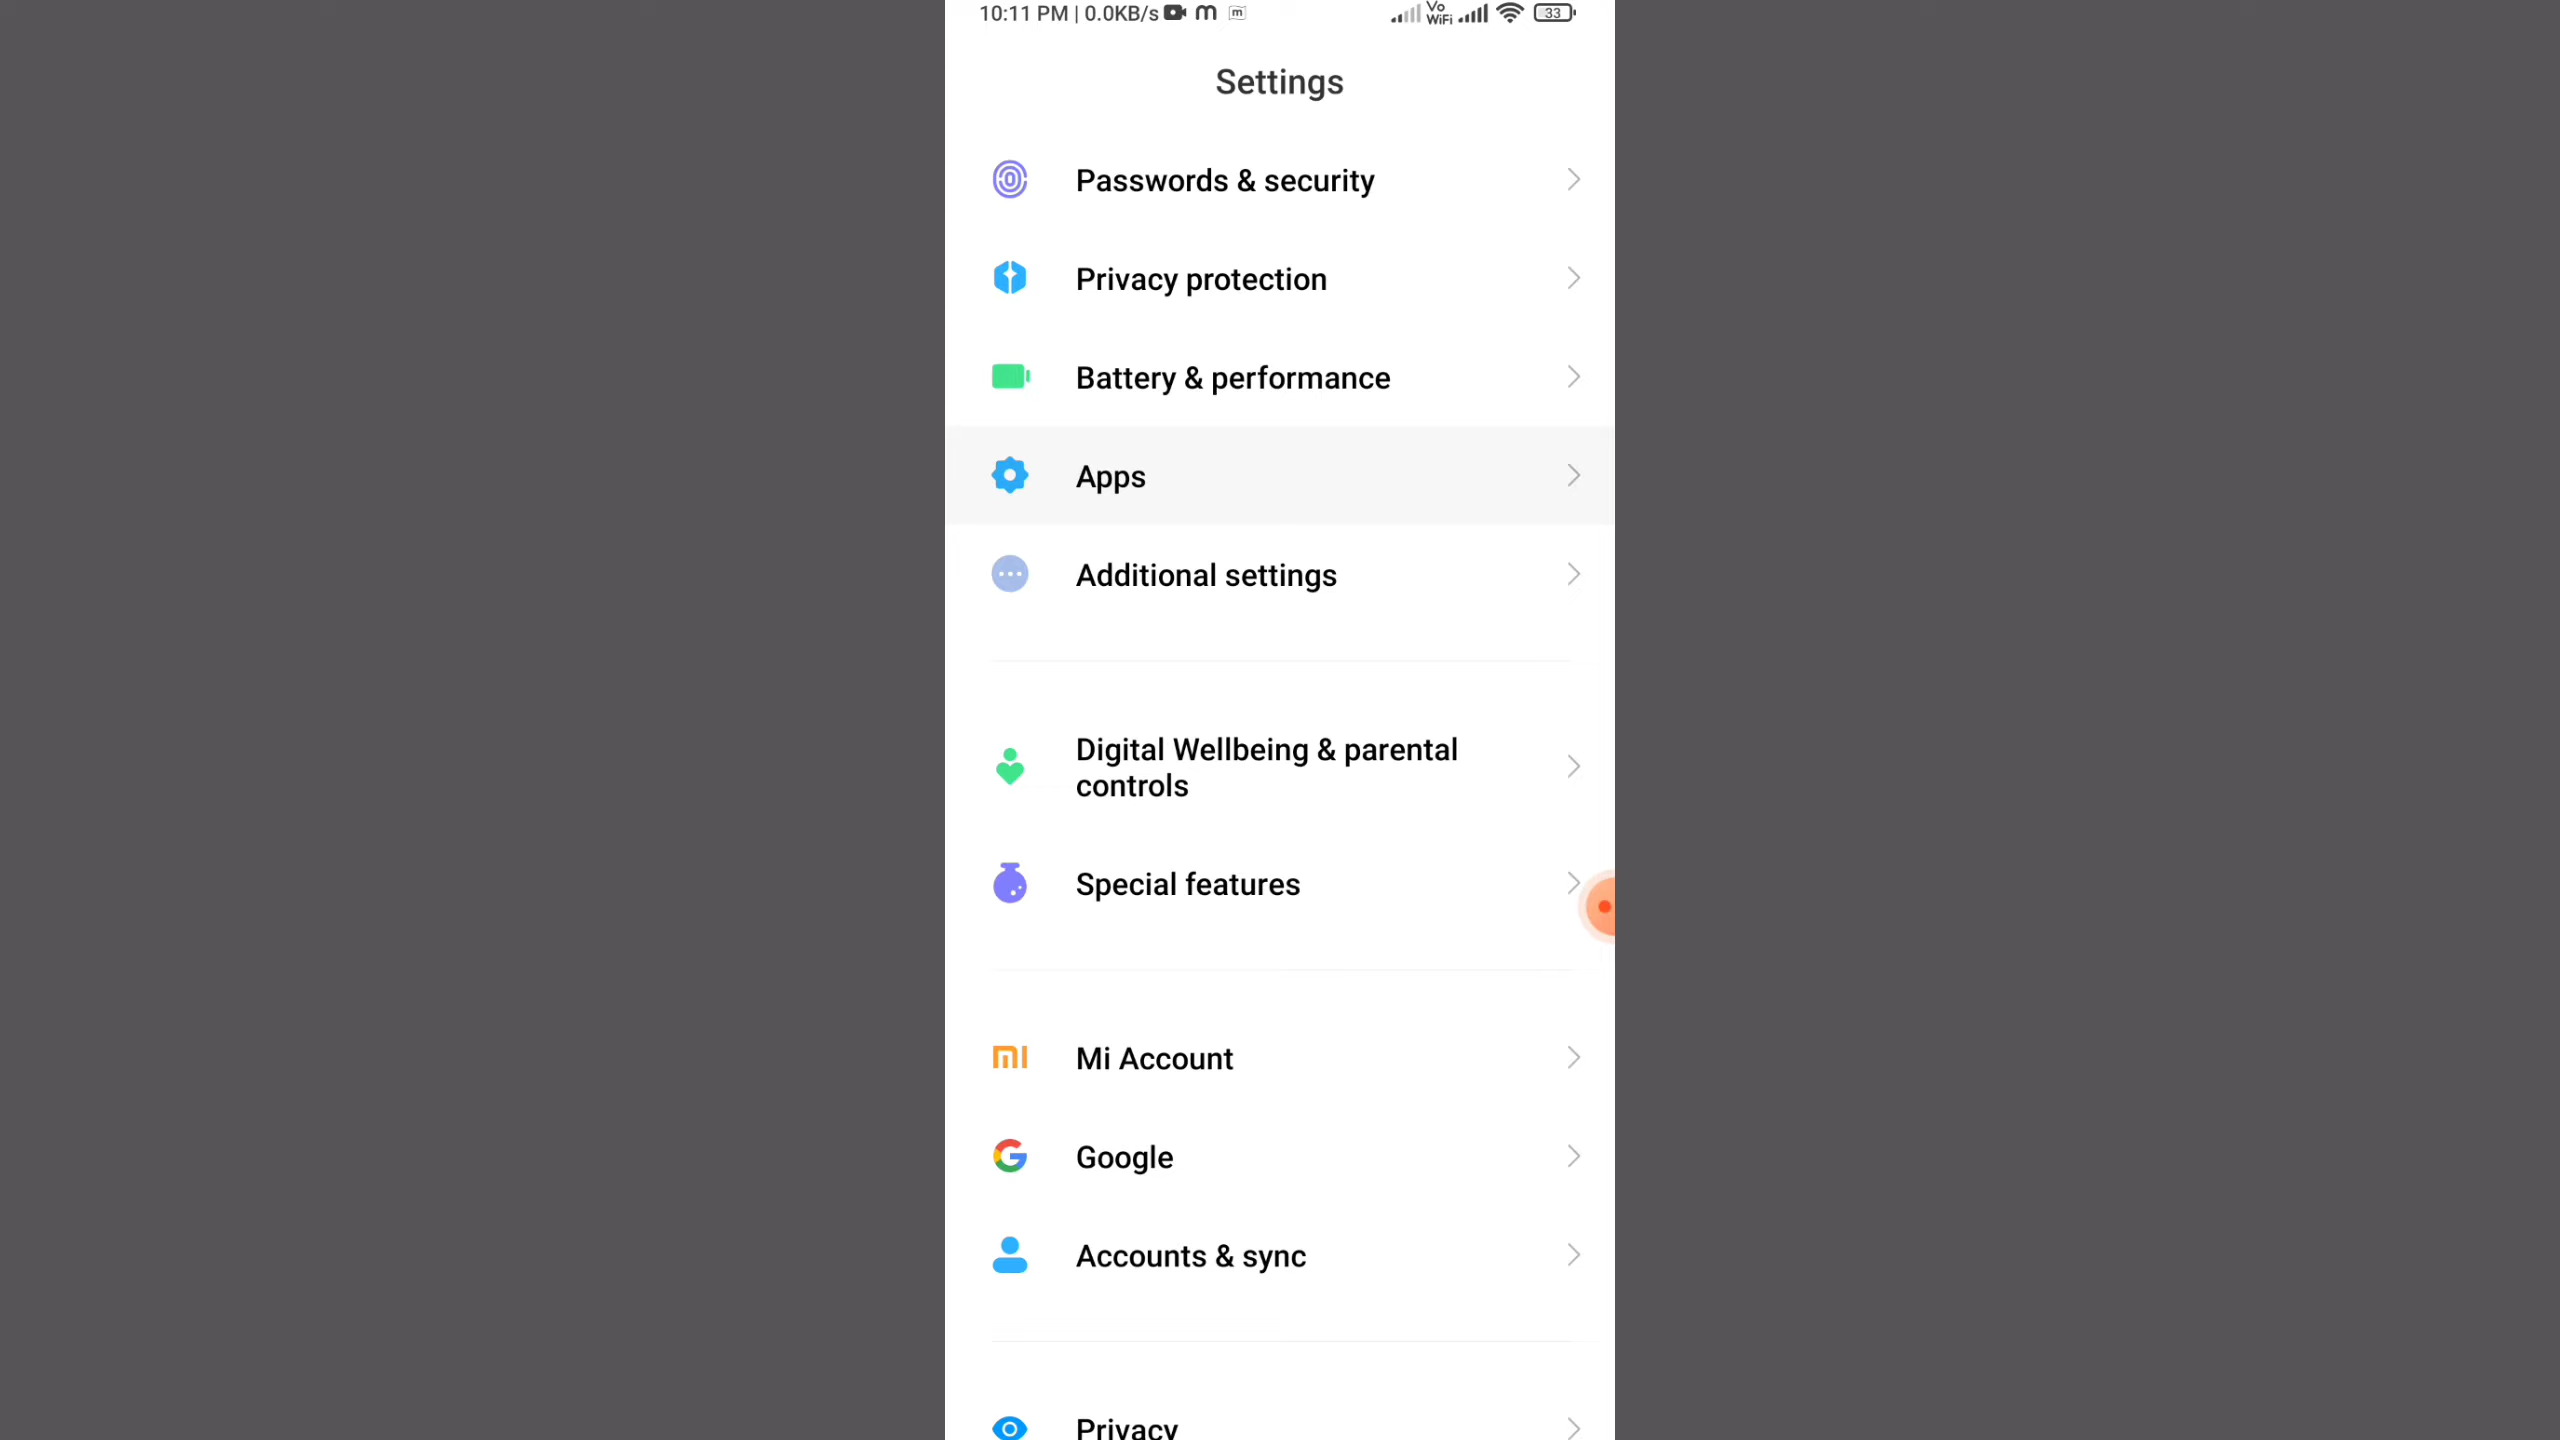 10:11 PM | 0.0KB/s
Vo
WiFi
33
Settings
Passwords & security
Privacy protection
Battery & performance
Apps
Additional settings
Digital Wellbeing & parental
controls
Special features
Mi Account
Google
Accounts & sync
Privacy